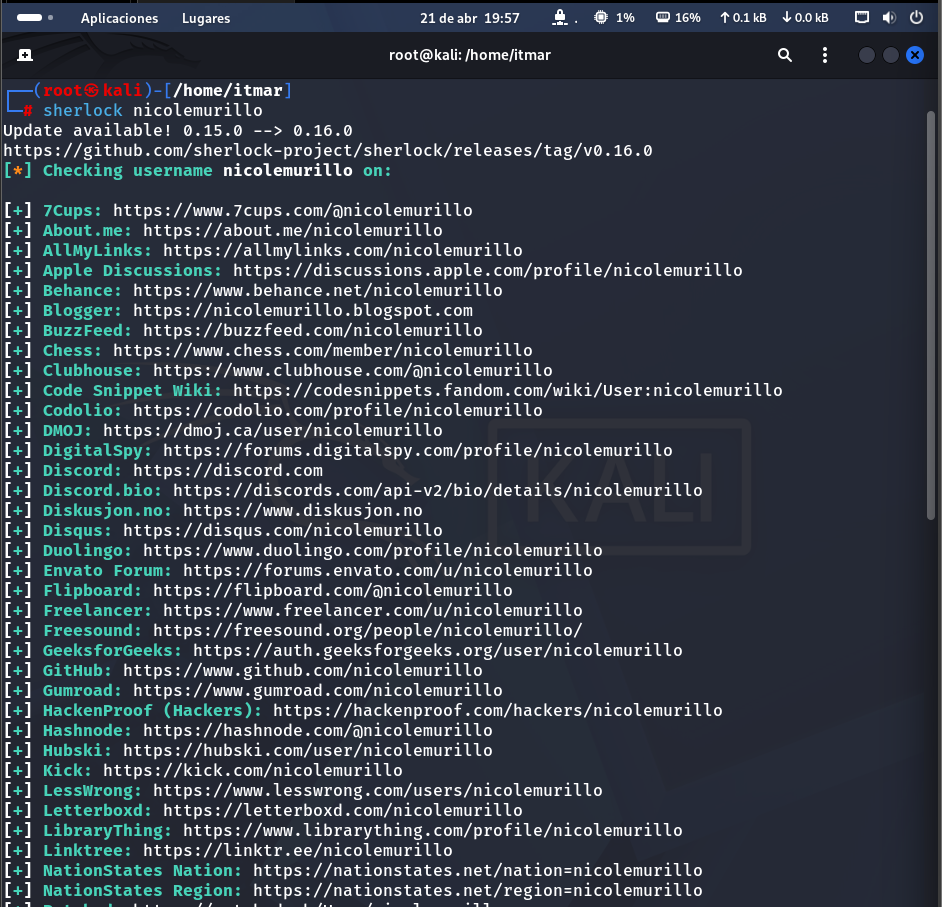 Aplicaciones Lugares 21 de abr 19:57 . 1% 16% ↑0.1 kB ↓0.0 kB
root@kali: /home/itmar
┌──(root㉿kali)-[/home/itmar]
└─# sherlock nicolemurillo
Update available! 0.15.0 --> 0.16.0
https://github.com/sherlock-project/sherlock/releases/tag/v0.16.0
[*] Checking username nicolemurillo on:
[+] 7Cups: https://www.7cups.com/@nicolemurillo
[+] About.me: https://about.me/nicolemurillo
[+] AllMyLinks: https://allmylinks.com/nicolemurillo
[+] Apple Discussions: https://discussions.apple.com/profile/nicolemurillo
[+] Behance: https://www.behance.net/nicolemurillo
[+] Blogger: https://nicolemurillo.blogspot.com
[+] BuzzFeed: https://buzzfeed.com/nicolemurillo
[+] Chess: https://www.chess.com/member/nicolemurillo
[+] Clubhouse: https://www.clubhouse.com/@nicolemurillo
[+] Code Snippet Wiki: https://codesnippets.fandom.com/wiki/User:nicolemurillo
[+] Codolio: https://codolio.com/profile/nicolemurillo
[+] DMOJ: https://dmoj.ca/user/nicolemurillo
[+] DigitalSpy: https://forums.digitalspy.com/profile/nicolemurillo
[+] Discord: https://discord.com
[+] Discord.bio: https://discords.com/api-v2/bio/details/nicolemurillo
[+] Diskusjon.no: https://www.diskusjon.no
[+] Disqus: https://disqus.com/nicolemurillo
[+] Duolingo: https://www.duolingo.com/profile/nicolemurillo
[+] Envato Forum: https://forums.envato.com/u/nicolemurillo
[+] Flipboard: https://flipboard.com/@nicolemurillo
[+] Freelancer: https://www.freelancer.com/u/nicolemurillo
[+] Freesound: https://freesound.org/people/nicolemurillo/
[+] GeeksforGeeks: https://auth.geeksforgeeks.org/user/nicolemurillo
[+] GitHub: https://www.github.com/nicolemurillo
[+] Gumroad: https://www.gumroad.com/nicolemurillo
[+] HackenProof (Hackers): https://hackenproof.com/hackers/nicolemurillo
[+] Hashnode: https://hashnode.com/@nicolemurillo
[+] Hubski: https://hubski.com/user/nicolemurillo
[+] Kick: https://kick.com/nicolemurillo
[+] LessWrong: https://www.lesswrong.com/users/nicolemurillo
[+] Letterboxd: https://letterboxd.com/nicolemurillo
[+] LibraryThing: https://www.librarything.com/profile/nicolemurillo
[+] Linktree: https://linktr.ee/nicolemurillo
[+] NationStates Nation: https://nationstates.net/nation=nicolemurillo
[+] NationStates Region: https://nationstates.net/region=nicolemurillo
KALI